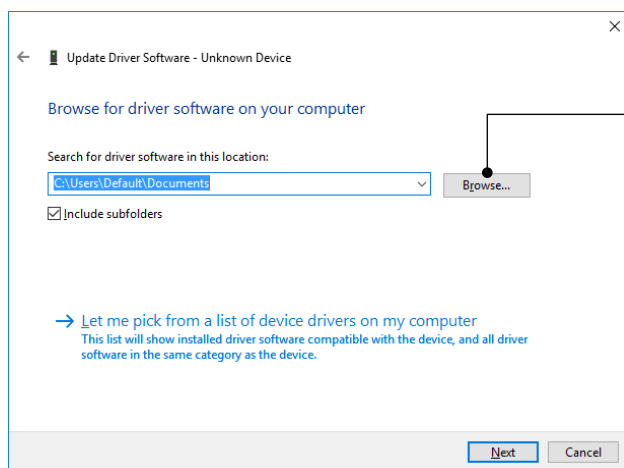 Update Driver Software - Unknown Device
Browse for driver software on your computer
Search for driver software in this location:
C:\Users\Default\Documents
Browse...
Include subfolders
Let me pick from a list of device drivers on my computer
This list will show installed driver software compatible with the device, and all driver
software in the same category as the device.
Next
Cancel